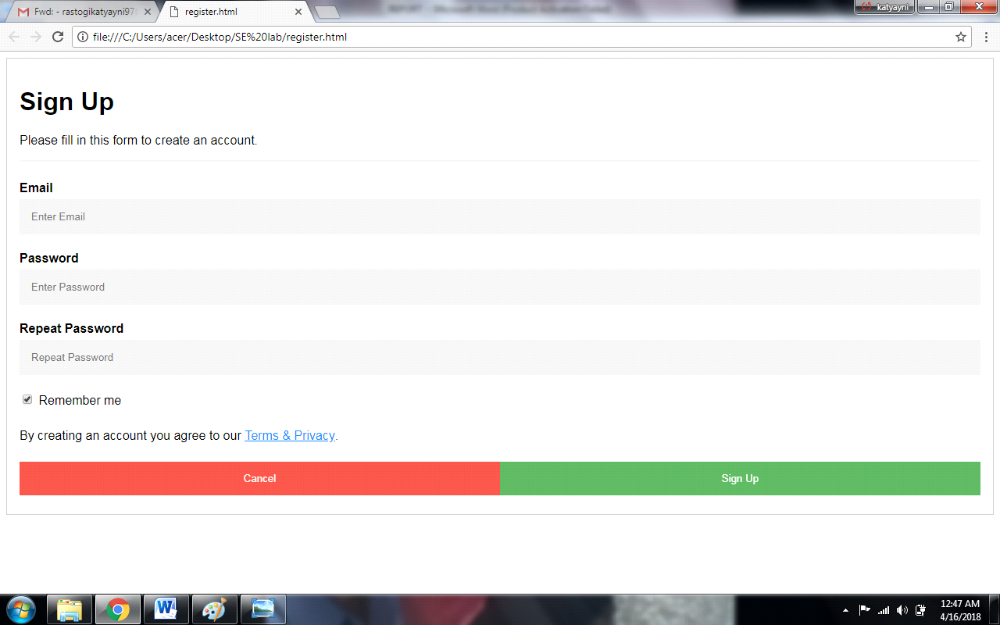 Fwd: - rastogikatyayni97
register.html
katyayni
file:///C:/Users/acer/Desktop/SE%20lab/register.html
Sign Up
Please fill in this form to create an account.
Email
Enter Email
Password
Enter Password
Repeat Password
Repeat Password
Remember me
By creating an account you agree to our Terms & Privacy.
Cancel
Sign Up
12:47 AM
4/16/2018